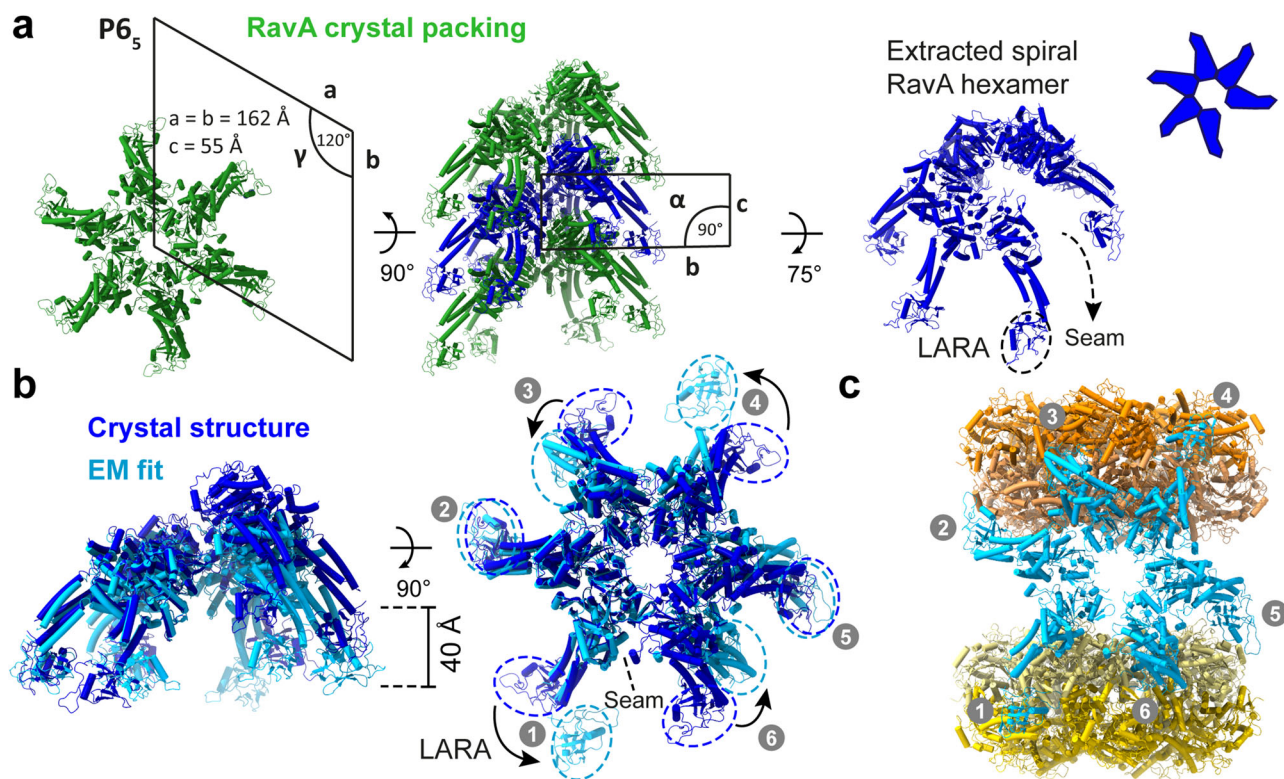 a
P6₅
RavA crystal packing
a
a = b = 162 Å
c = 55 Å
γ
120°
b
90°
α
c
90°
b
75°
Extracted spiral
RavA hexamer
LARA
Seam
b
Crystal structure
EM fit
40 Å
90°
3
4
2
5
Seam
LARA
1
6
c
3
4
2
5
1
6